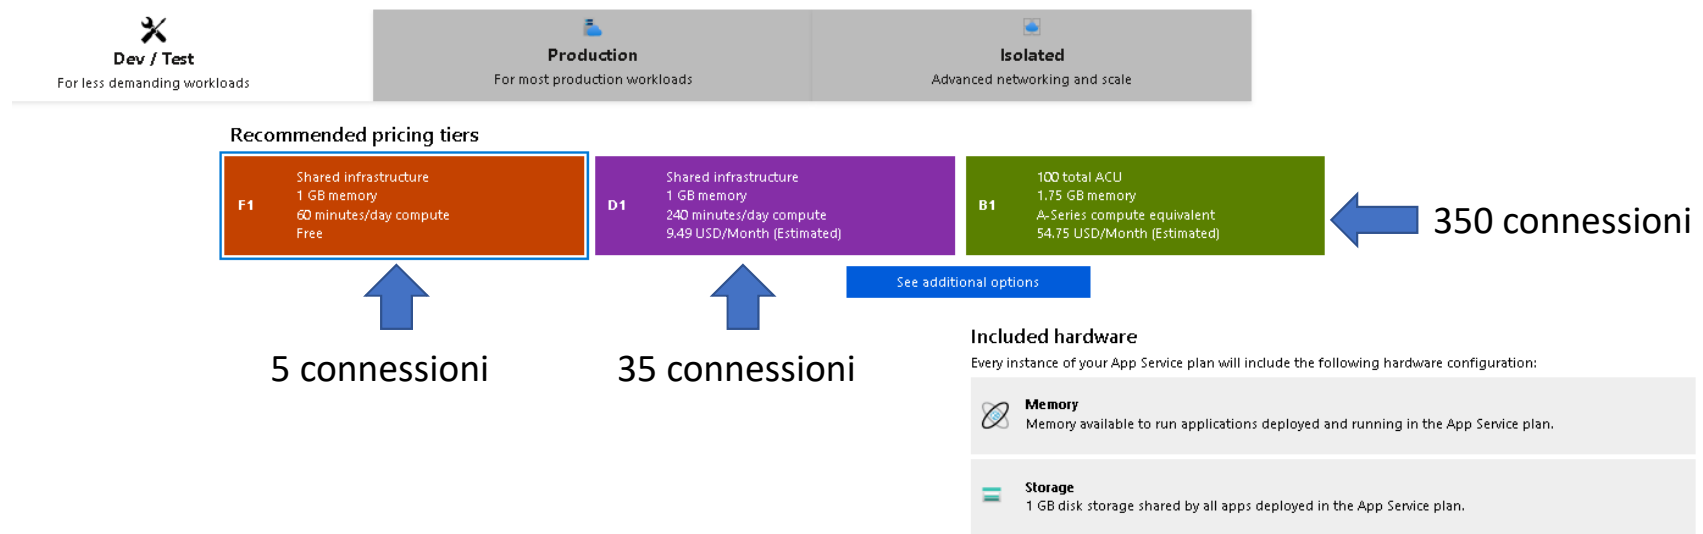 Dev / Test
For less demanding workloads
Production
For most production workloads
Isolated
Advanced networking and scale
Recommended pricing tiers
F1
Shared infrastructure
1 GB memory
60 minutes/day compute
Free
D1
Shared infrastructure
1 GB memory
240 minutes/day compute
9.49 USD/Month (Estimated)
B1
100 total ACU
1.75 GB memory
A-Series compute equivalent
54.75 USD/Month (Estimated)
350 connessioni
See additional options
5 connessioni
35 connessioni
Included hardware
Every instance of your App Service plan will include the following hardware configuration:
Memory
Memory available to run applications deployed and running in the App Service plan.
Storage
1 GB disk storage shared by all apps deployed in the App Service plan.